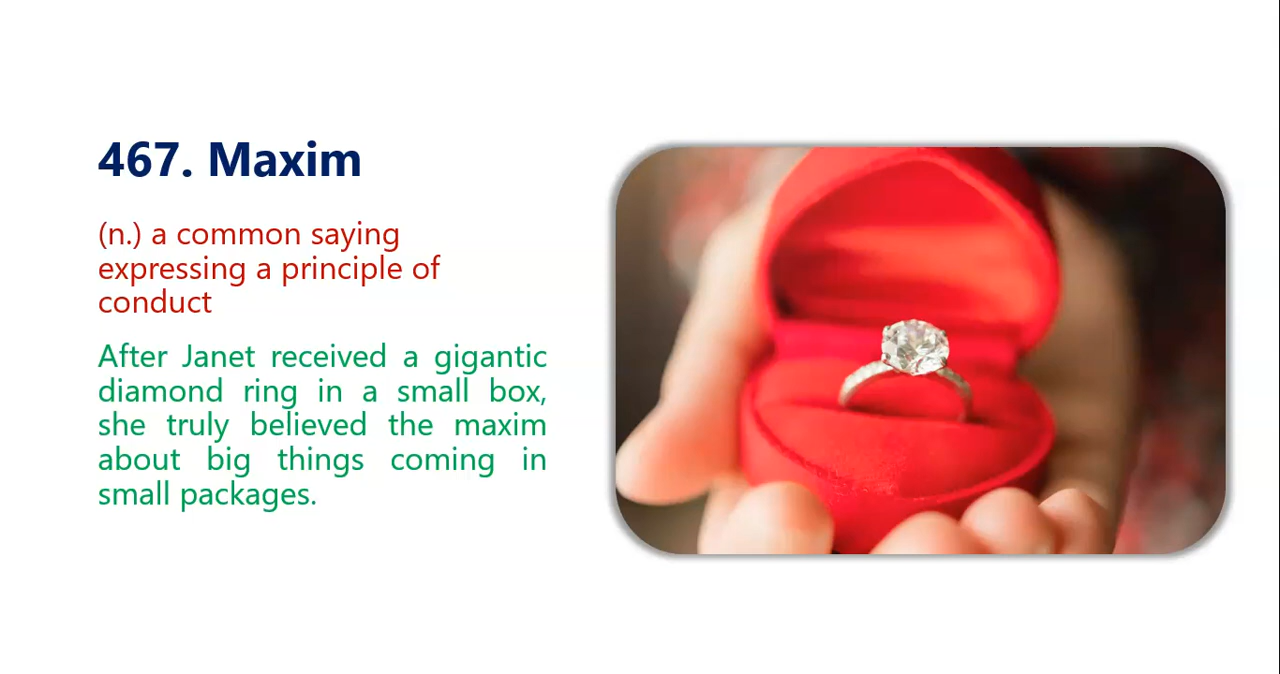 467. Maxim
(n.) a common saying
expressing a principle of
conduct
After Janet received a gigantic
diamond ring in a small box,
she truly believed the maxim
about big things coming in
small packages.